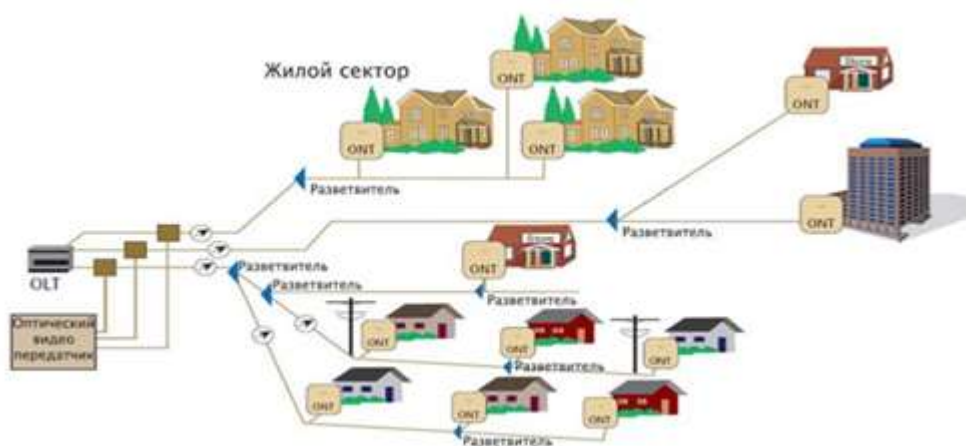 Жилой сектор
ONT
ONT
ONT
ONT
Разветвитель
ONT
Разветвитель
OLT
Разветвитель
ONT
Разветвитель
Разветвитель
Оптический
видео
передатчик
ONT
ONT
ONT
Разветвитель
ONT
ONT
ONT
Разветвитель